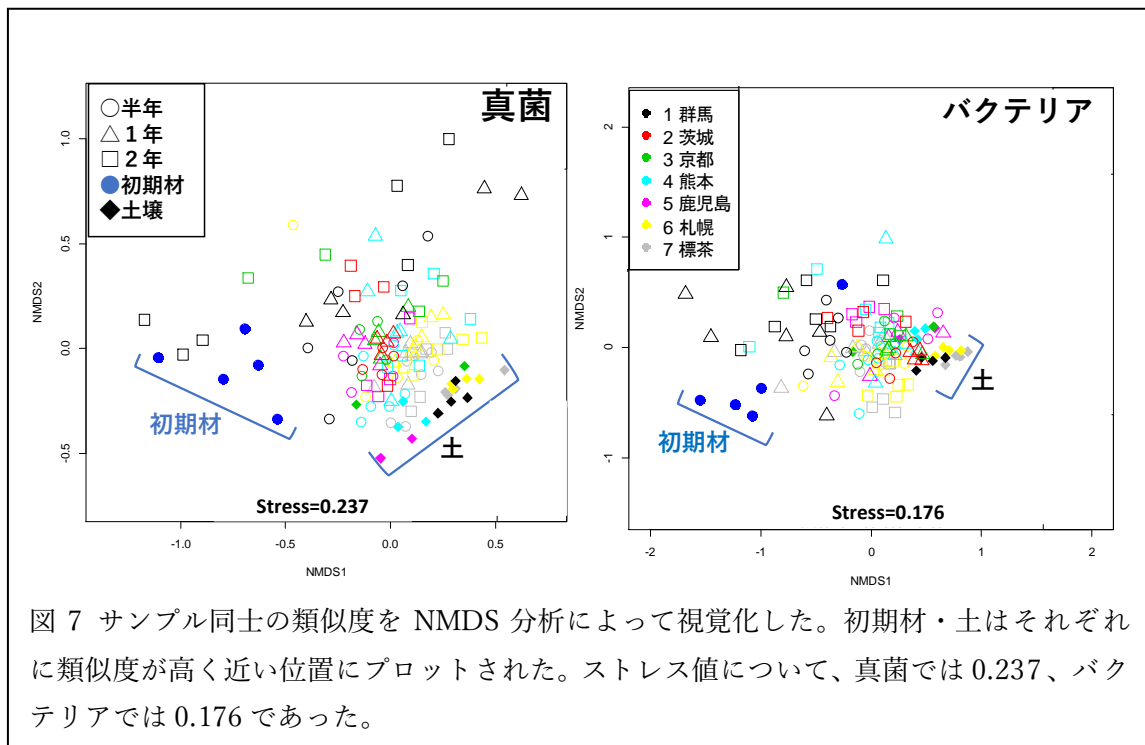 真菌
○半年
△1年
□2年
●初期材
◆土壌
1.0
0.5
0.0
-0.5
NMDS2
初期材
土
Stress=0.237
-1.0
-0.5
0.0
0.5
NMDS1
バクテリア
● 1 群馬
● 2 茨城
● 3 京都
● 4 熊本
● 5 鹿児島
● 6 札幌
● 7 標茶
2
1
0
-1
NMDS2
初期材
土
Stress=0.176
-2
-1
0
1
2
NMDS1
図 7 サンプル同士の類似度を NMDS 分析によって視覚化した。初期材・土はそれぞれ
に類似度が高く近い位置にプロットされた。ストレス値について、真菌では 0.237、バク
テリアでは 0.176 であった。